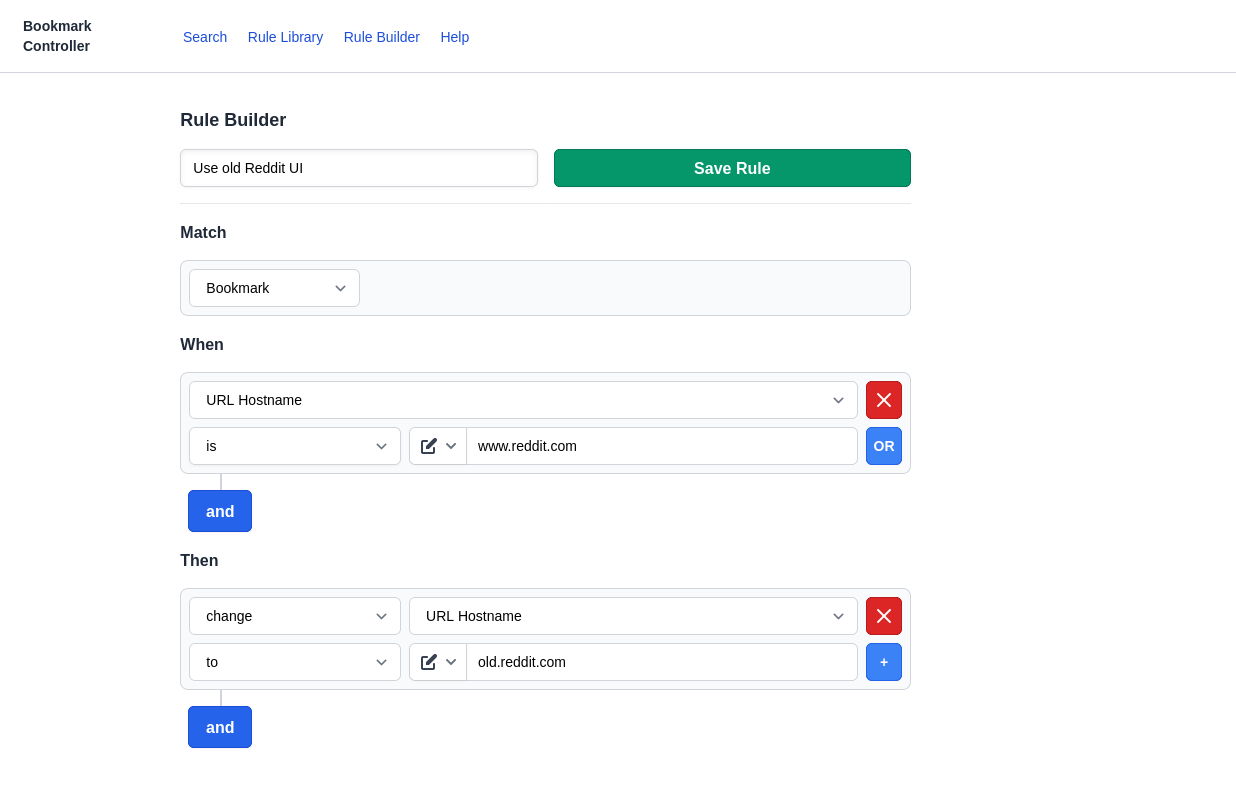 Bookmark
Controller
Search Rule Library Rule Builder Help
Rule Builder
Use old Reddit UI Save Rule
Match
Bookmark
When
URL Hostname
is www.reddit.com OR
and
Then
change URL Hostname
to old.reddit.com +
and